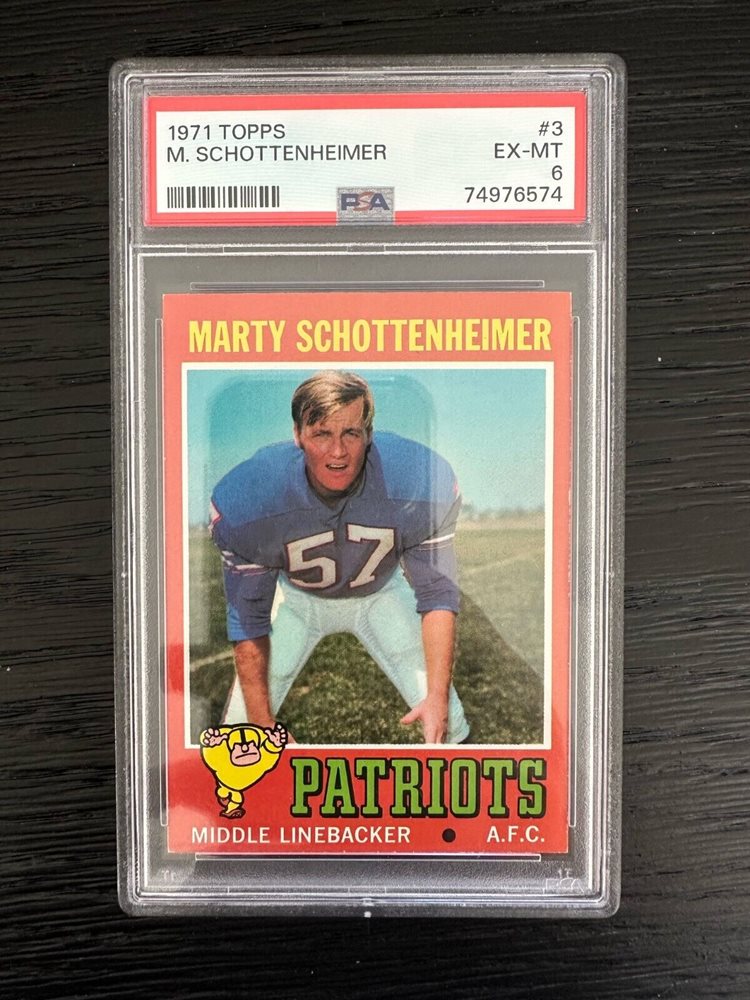 1971 TOPPS #3
M. SCHOTTENHEIMER EX-MT
6
PSA 74976574
MARTY SCHOTTENHEIMER
57
PATRIOTS
MIDDLE LINEBACKER • A.F.C.